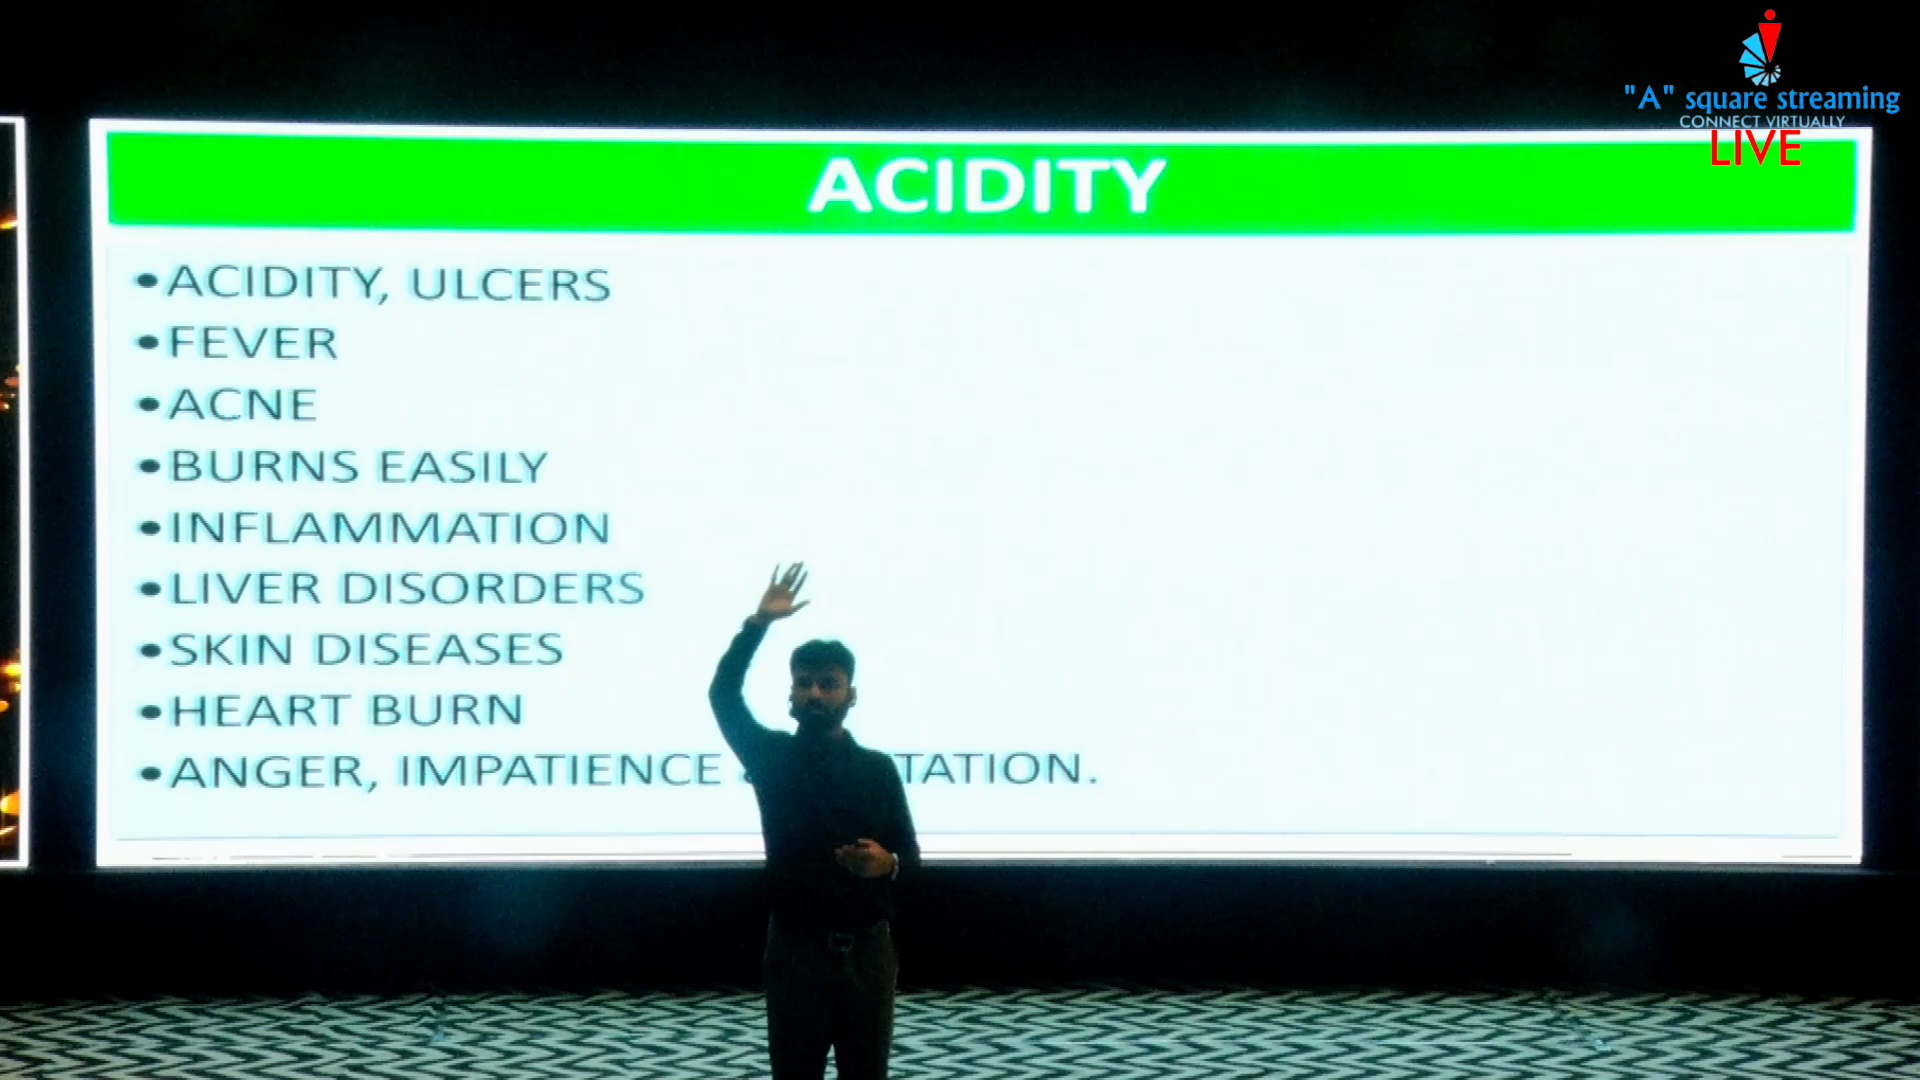 "A" square streaming
CONNECT VIRTUALLY
LIVE
ACIDITY
•ACIDITY, ULCERS
•FEVER
•ACNE
•BURNS EASILY
•INFLAMMATION
•LIVER DISORDERS
•SKIN DISEASES
•HEART BURN
•ANGER, IMPATIENCE TATION.